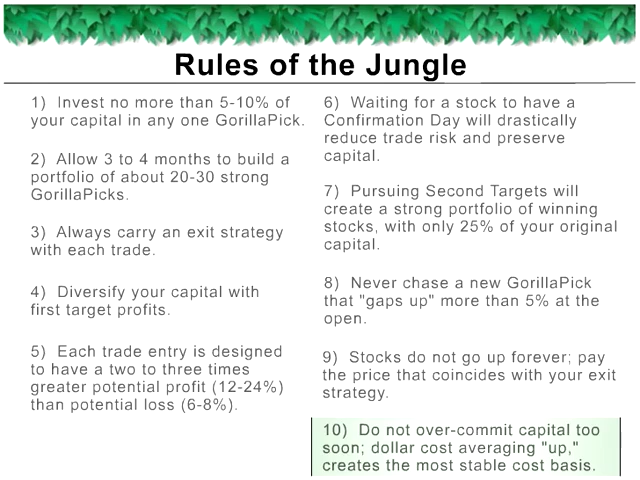 Rules of the Jungle
1) Invest no more than 5-10% of
your capital in any one GorillaPick.
2) Allow 3 to 4 months to build a
portfolio of about 20-30 strong
GorillaPicks.
3) Always carry an exit strategy
with each trade.
4) Diversify your capital with
first target profits.
5) Each trade entry is designed
to have a two to three times
greater potential profit (12-24%)
than potential loss (6-8%).
6) Waiting for a stock to have a
Confirmation Day will drastically
reduce trade risk and preserve
capital.
7) Pursuing Second Targets will
create a strong portfolio of winning
stocks, with only 25% of your original
capital.
8) Never chase a new GorillaPick
that "gaps up" more than 5% at the
open.
9) Stocks do not go up forever; pay
the price that coincides with your exit
strategy.
10) Do not over-commit capital too
soon; dollar cost averaging "up,"
creates the most stable cost basis.